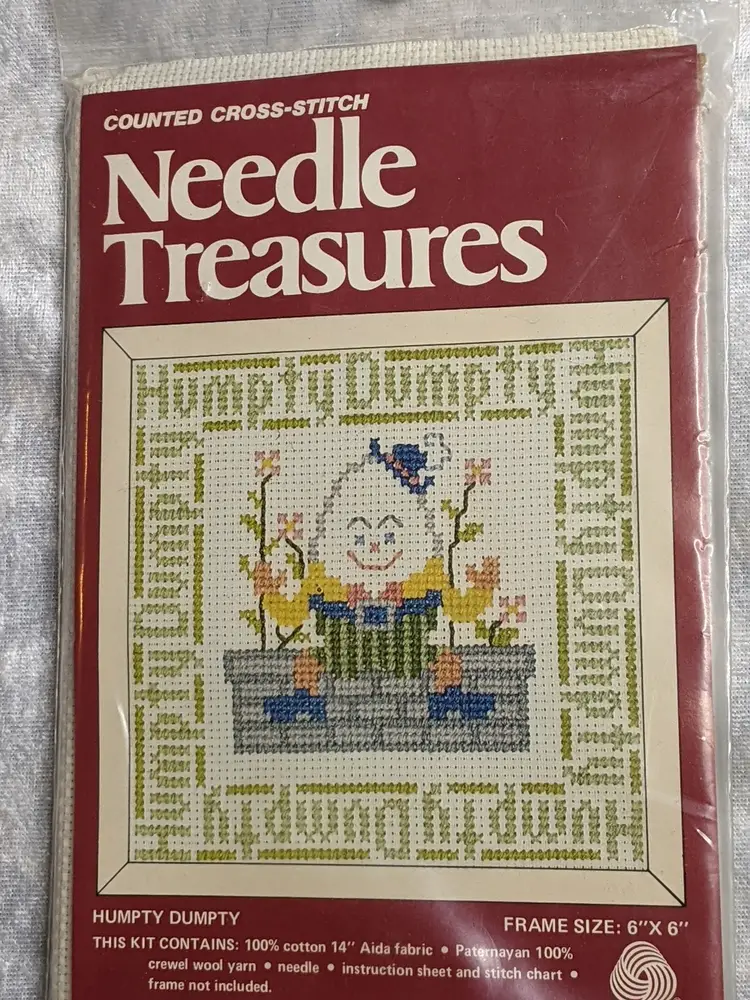 COUNTED CROSS-STITCH
Needle
Treasures
Humpty Dumpty
Humpty Dumpty
Humpty Dumpty
Humpty Dumpty
HUMPTY DUMPTY
FRAME SIZE: 6"X 6"
THIS KIT CONTAINS: 100% cotton 14" Aida fabric • Paternayan 100%
crewel wool yarn • needle • instruction sheet and stitch chart •
frame not included.